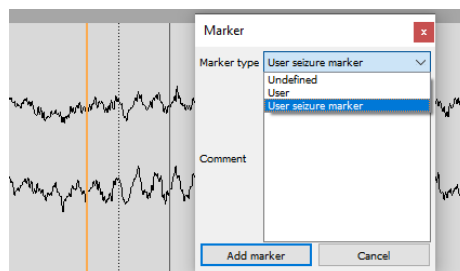 Marker
x
Marker type User seizure marker
Undefined
User
User seizure marker
Comment
Add marker Cancel